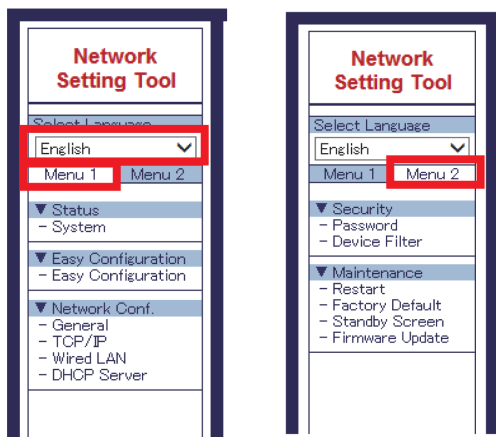 Network
Setting Tool
Select Language
English
Menu 1 Menu 2
▼ Status
– System
▼ Easy Configuration
– Easy Configuration
▼ Network Conf.
– General
– TCP/IP
– Wired LAN
– DHCP Server
Network
Setting Tool
Select Language
English
Menu 1 Menu 2
▼ Security
– Password
– Device Filter
▼ Maintenance
– Restart
– Factory Default
– Standby Screen
– Firmware Update